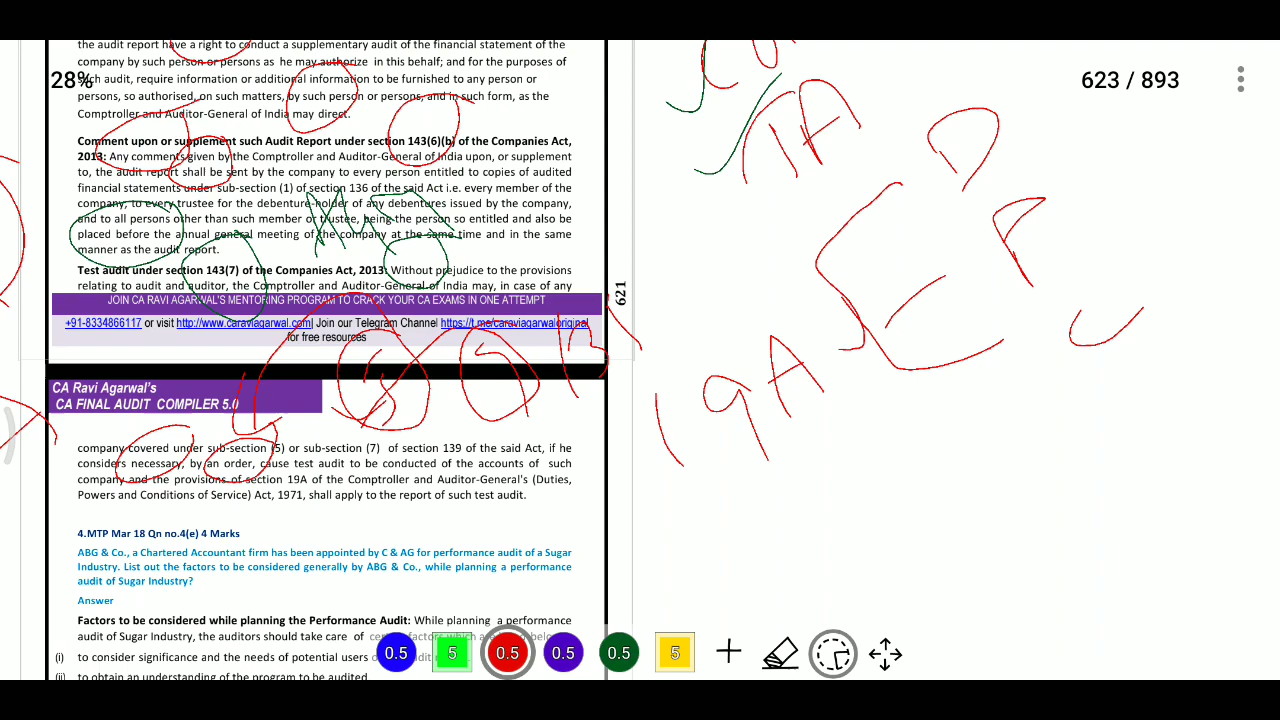 the audit report have a right to conduct a supplementary audit of the financial statement of the
company by such person or persons as he may authorize in this behalf; and for the purposes of
such audit, require information or additional information to be furnished to any person or
28%
623 / 893
persons, so authorised, on such matters, by such person or persons, and in such form, as the
Comptroller and Auditor-General of India may direct.
Comment upon or supplement such Audit Report under section 143(6)(b) of the Companies Act,
2013: Any comments given by the Comptroller and Auditor-General of India upon, or supplement
to, the audit report shall be sent by the company to every person entitled to copies of audited
financial statements under sub-section (1) of section 136 of the said Act i.e. every member of the
company, to every trustee for the debenture-holder of any debentures issued by the company,
and to all persons other than such member or trustee, being the person so entitled and also be
placed before the annual general meeting of the company at the same time and in the same
manner as the audit report.
Test audit under section 143(7) of the Companies Act, 2013: Without prejudice to the provisions
relating to audit and auditor, the Comptroller and Auditor-General of India may, in case of any
621
JOIN CA RAVI AGARWAL'S MENTORING PROGRAM TO CRACK YOUR CA EXAMS IN ONE ATTEMPT
+91-8334866117 or visit http://www.caraviagarwal.com| Join our Telegram Channel https://t.me/caraviagarwaloriginal
for free resources
D
P
C
19A
CA Ravi Agarwal's
CA FINAL AUDIT COMPILER 5.0
company covered under sub-section (5) or sub-section (7) of section 139 of the said Act, if he
considers necessary, by an order, cause test audit to be conducted of the accounts of such
company and the provisions of section 19A of the Comptroller and Auditor-General's (Duties,
Powers and Conditions of Service) Act, 1971, shall apply to the report of such test audit.
4.MTP Mar 18 Qn no.4(e) 4 Marks
ABG & Co., a Chartered Accountant firm has been appointed by C & AG for performance audit of a Sugar
Industry. List out the factors to be considered generally by ABG & Co., while planning a performance
audit of Sugar Industry?
Answer
Factors to be considered while planning the Performance Audit: While planning a performance
audit of Sugar Industry, the auditors should take care of certain factors which are
(i) to consider significance and the needs of potential users
(ii) to obtain an understanding of the program to be audited
0.5 5 0.5 0.5 0.5 5